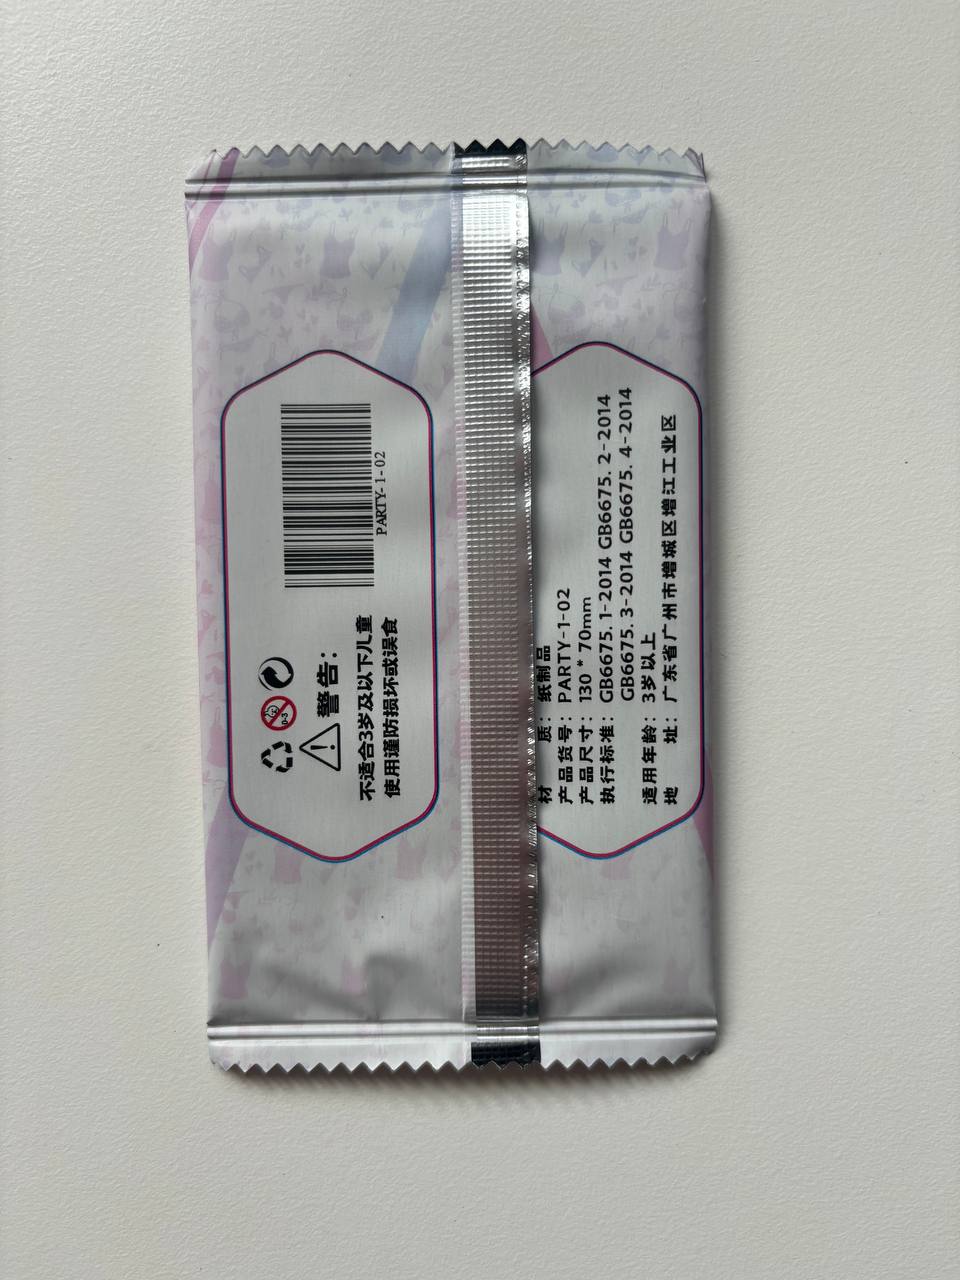 0-3
警告：
不适合3岁及以下儿童
使用谨防损坏或误食
PARTY-1-02
材 质：纸制品
产品货号：PARTY-1-02
产品尺寸：130 * 70mm
执行标准：GB6675. 1-2014 GB6675. 2-2014
GB6675. 3-2014 GB6675. 4-2014
适用年龄：3岁以上
地 址：广东省广州市增城区增江工业区